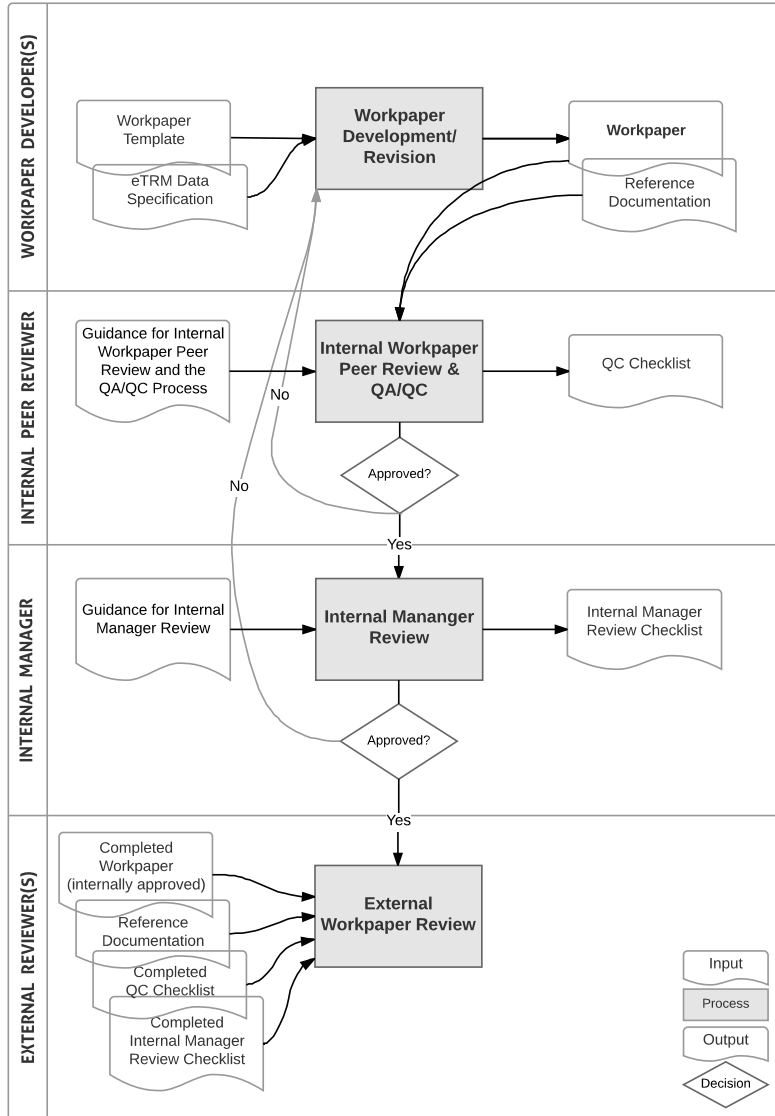 WORKPAPER DEVELOPER(S)
Workpaper
Template
eTRM Data
Specification
Workpaper
Development/
Revision
Workpaper
Reference
Documentation
INTERNAL PEER REVIEWER
Guidance for Internal
Workpaper Peer
Review and the
QA/QC Process
Internal Workpaper
Peer Review &
QA/QC
QC Checklist
No
Approved?
No
Yes
INTERNAL MANAGER
Guidance for Internal
Manager Review
Internal Mananger
Review
Internal Manager
Review Checklist
Approved?
Yes
EXTERNAL REVIEWER(S)
Completed
Workpaper
(internally approved)
Reference
Documentation
Completed
QC Checklist
Completed
Internal Manager
Review Checklist
External
Workpaper Review
Input
Process
Output
Decision